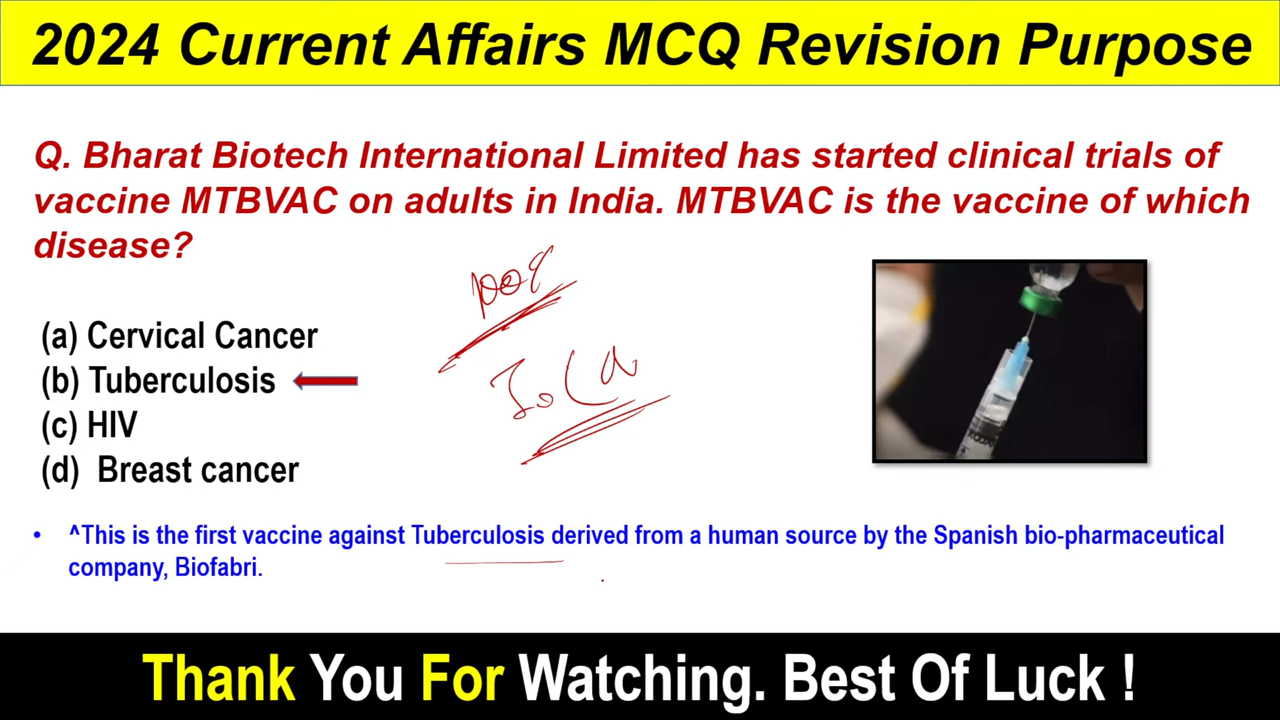 2024 Current Affairs MCQ Revision Purpose
Q. Bharat Biotech International Limited has started clinical trials of
vaccine MTBVAC on adults in India. MTBVAC is the vaccine of which
disease?
(a) Cervical Cancer
(b) Tuberculosis
(c) HIV
(d) Breast cancer
• ^This is the first vaccine against Tuberculosis derived from a human source by the Spanish bio-pharmaceutical
company, Biofabri.
Thank You For Watching. Best Of Luck !